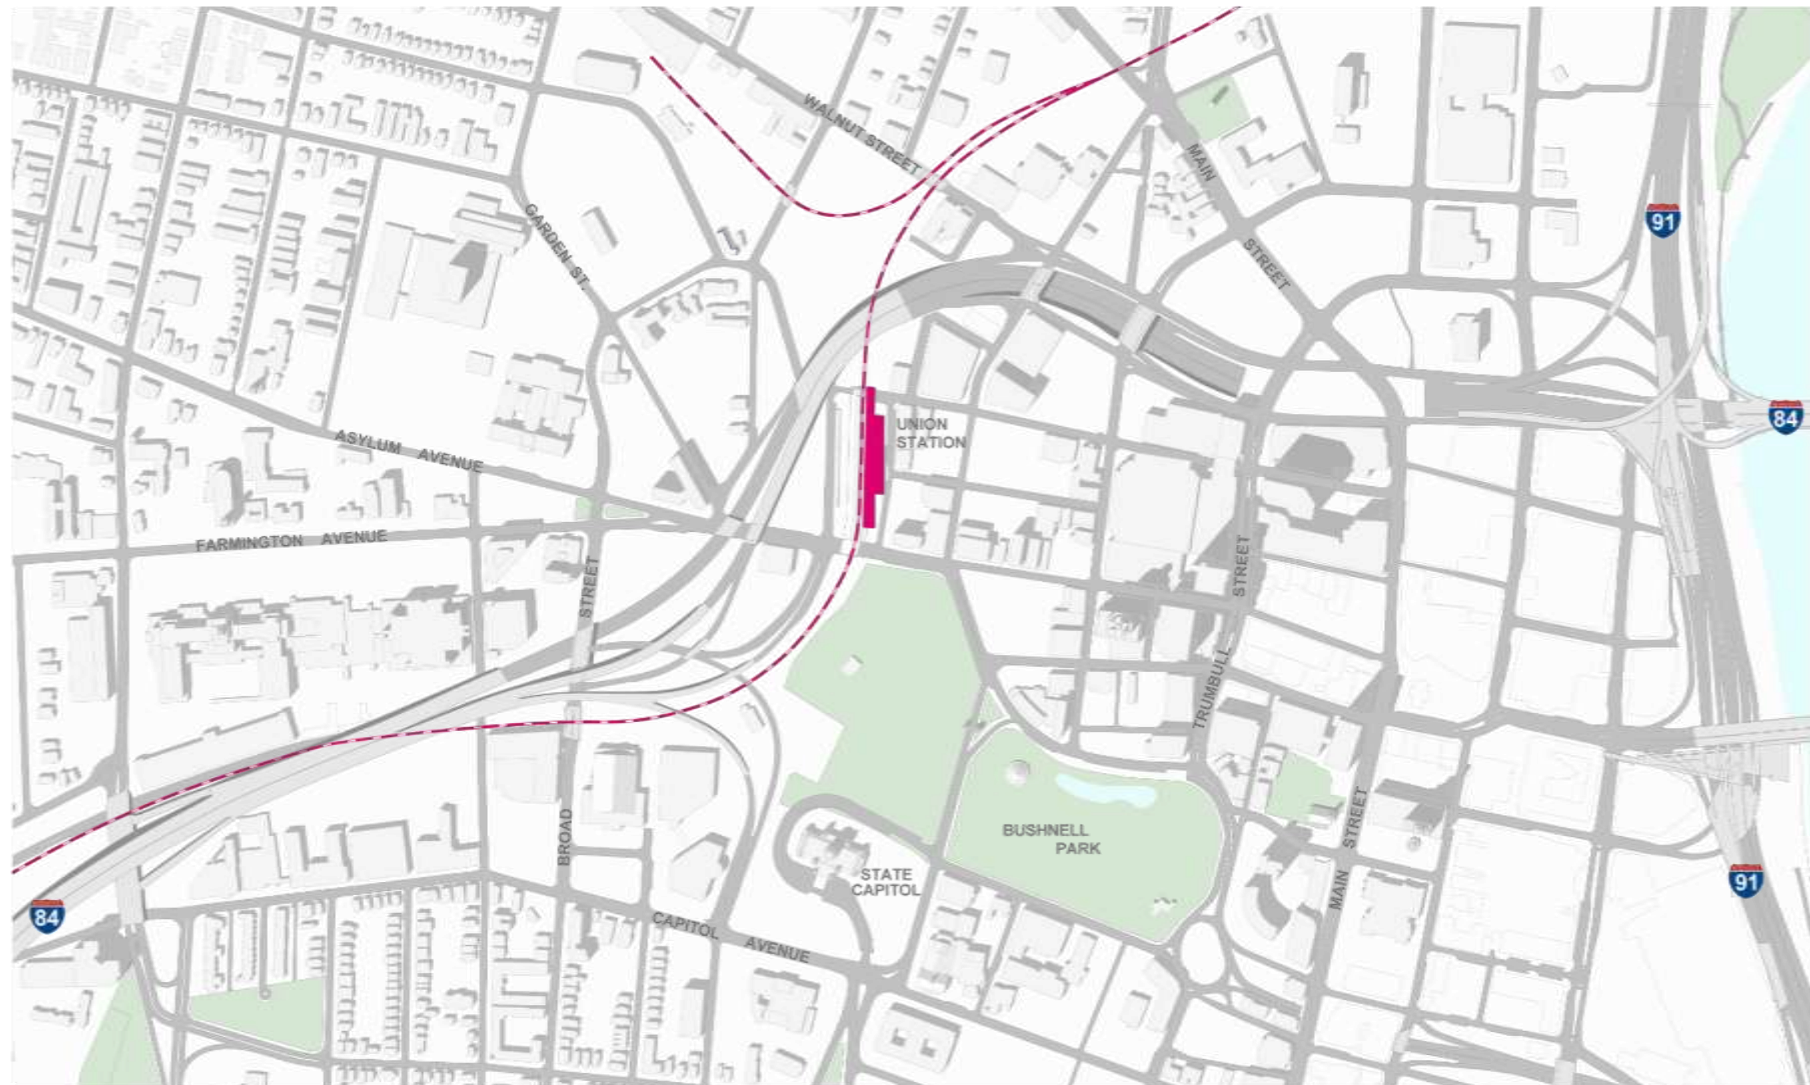 WALNUT STREET
MAIN
STREET
GARDEN ST.
91
84
UNION
STATION
ASYLUM AVENUE
FARMINGTON AVENUE
STREET
BROAD
STREET
TRUMBULL
BUSHNELL
PARK
STATE
CAPITOL
MAIN STREET
84
91
CAPITOL AVENUE